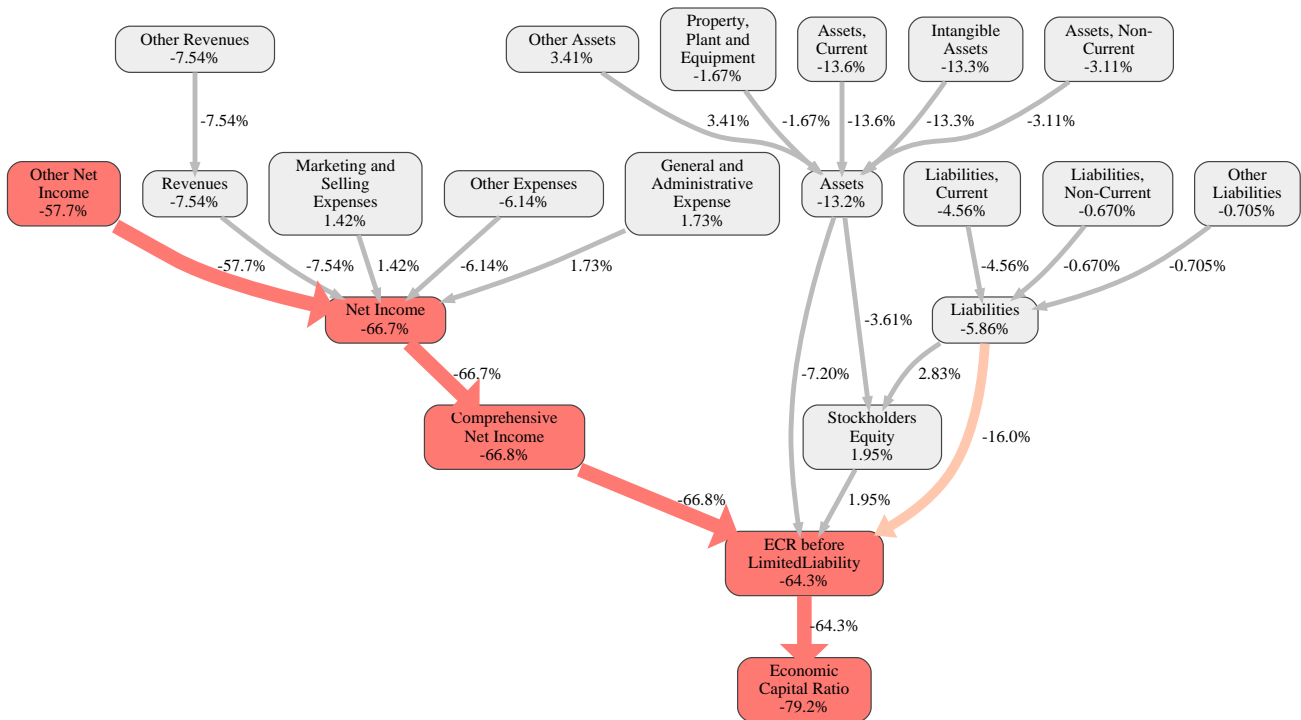 Other Revenues
-7.54%
Other Assets
3.41%
Property,
Plant and
Equipment
-1.67%
Assets,
Current
-13.6%
Intangible
Assets
-13.3%
Assets, Non-
Current
-3.11%
-7.54%
3.41%
-1.67%
-13.6%
-13.3%
-3.11%
Other Net
Income
-57.7%
Revenues
-7.54%
Marketing and
Selling
Expenses
1.42%
Other Expenses
-6.14%
General and
Administrative
Expense
1.73%
Assets
-13.2%
Liabilities,
Current
-4.56%
Liabilities,
Non-Current
-0.670%
Other
Liabilities
-0.705%
-57.7%
-7.54%
1.42%
-6.14%
1.73%
-4.56%
-0.670%
-0.705%
Net Income
-66.7%
-3.61%
Liabilities
-5.86%
-66.7%
-7.20%
2.83%
Comprehensive
Net Income
-66.8%
Stockholders
Equity
1.95%
-16.0%
-66.8%
1.95%
ECR before
LimitedLiability
-64.3%
-64.3%
Economic
Capital Ratio
-79.2%